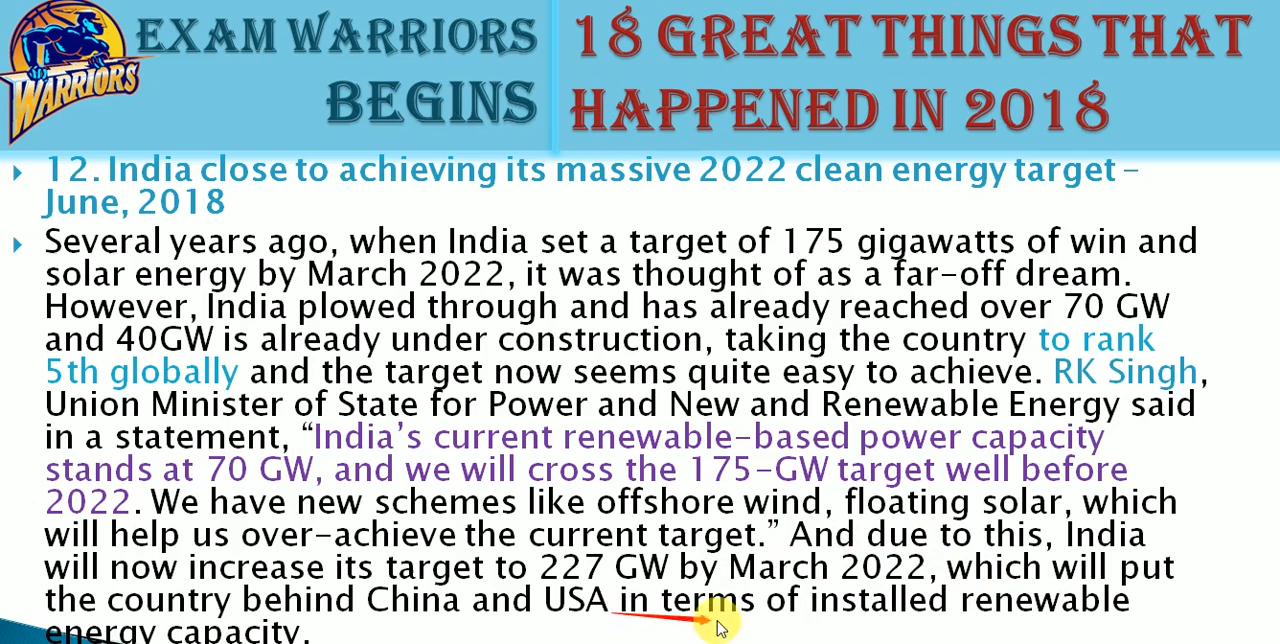 WARRIORS
EXAM WARRIORS
BEGINS
18 GREAT THINGS THAT
HAPPENED IN 2018
12. India close to achieving its massive 2022 clean energy target –
June, 2018
Several years ago, when India set a target of 175 gigawatts of win and
solar energy by March 2022, it was thought of as a far-off dream.
However, India plowed through and has already reached over 70 GW
and 40GW is already under construction, taking the country to rank
5th globally and the target now seems quite easy to achieve. RK Singh,
Union Minister of State for Power and New and Renewable Energy said
in a statement, “India’s current renewable-based power capacity
stands at 70 GW, and we will cross the 175-GW target well before
2022. We have new schemes like offshore wind, floating solar, which
will help us over-achieve the current target.” And due to this, India
will now increase its target to 227 GW by March 2022, which will put
the country behind China and USA in terms of installed renewable
energy capacity.